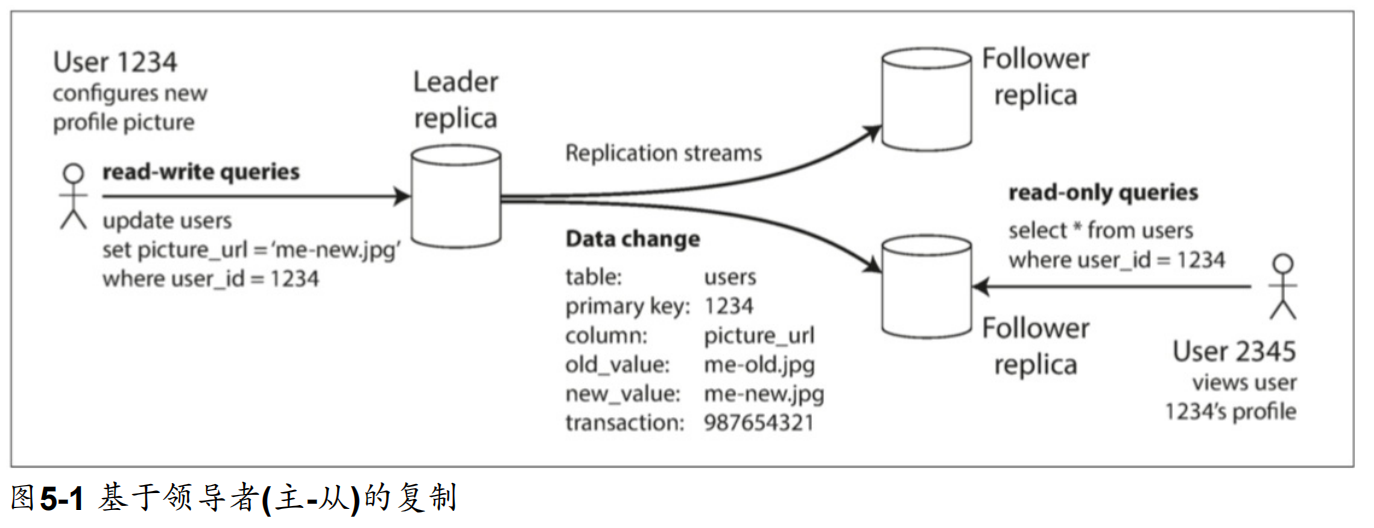 User 1234
configures new
profile picture
read-write queries
update users
set picture_url = 'me-new.jpg'
where user_id = 1234
Leader
replica
Replication streams
Data change
table: users
primary key: 1234
column: picture_url
old_value: me-old.jpg
new_value: me-new.jpg
transaction: 987654321
Follower
replica
read-only queries
select * from users
where user_id = 1234
Follower
replica
User 2345
views user
1234's profile
图5-1 基于领导者(主-从)的复制